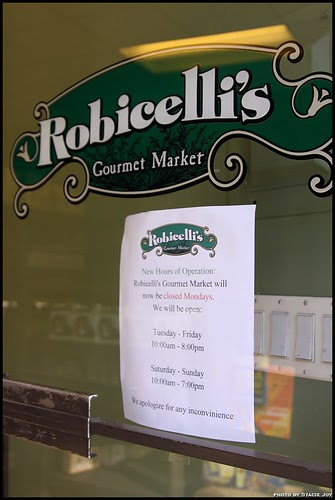 Robicelli's
Gourmet Market
Robicelli's
Gourmet Market
New Hours of Operation:
Robicelli's Gourmet Market will
now be closed Mondays.
We will be open:
Tuesday - Friday
10:00am - 8:00pm
Saturday - Sunday
10:00am - 7:00pm
We apologize for any inconvinience
PHOTO BY STACIE JOY